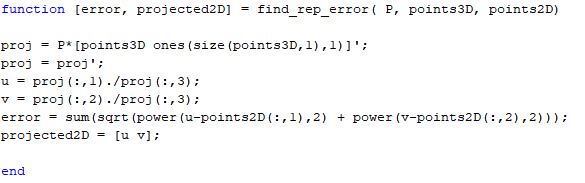 function [error, projected2D] = find_rep_error( P, points3D, points2D)
proj = P*[points3D ones(size(points3D,1),1)]';
proj = proj';
u = proj(:,1)./proj(:,3);
v = proj(:,2)./proj(:,3);
error = sum(sqrt(power(u-points2D(:,1),2) + power(v-points2D(:,2),2)));
projected2D = [u v];
end